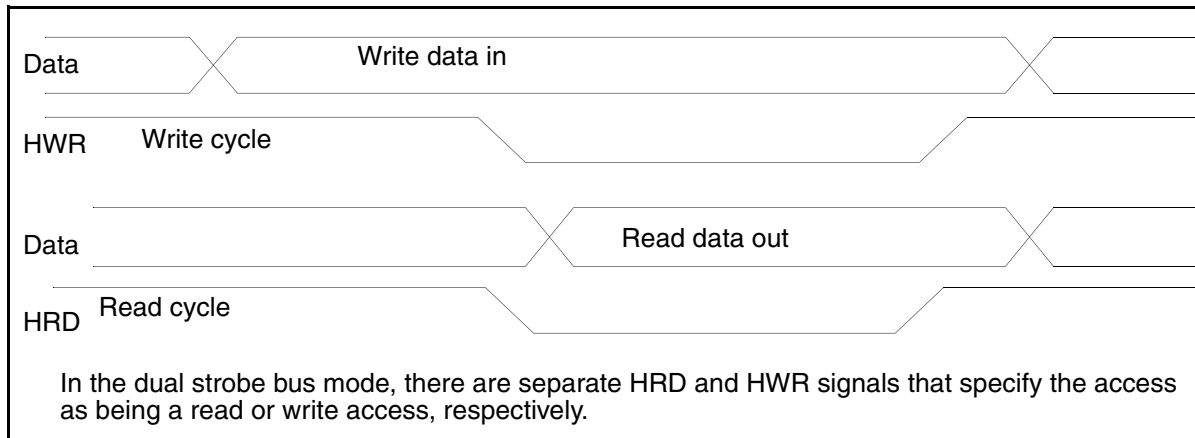 Data
Write data in
HWR
Write cycle
Data
Read data out
HRD
Read cycle
In the dual strobe bus mode, there are separate HRD and HWR signals that specify the access
as being a read or write access, respectively.